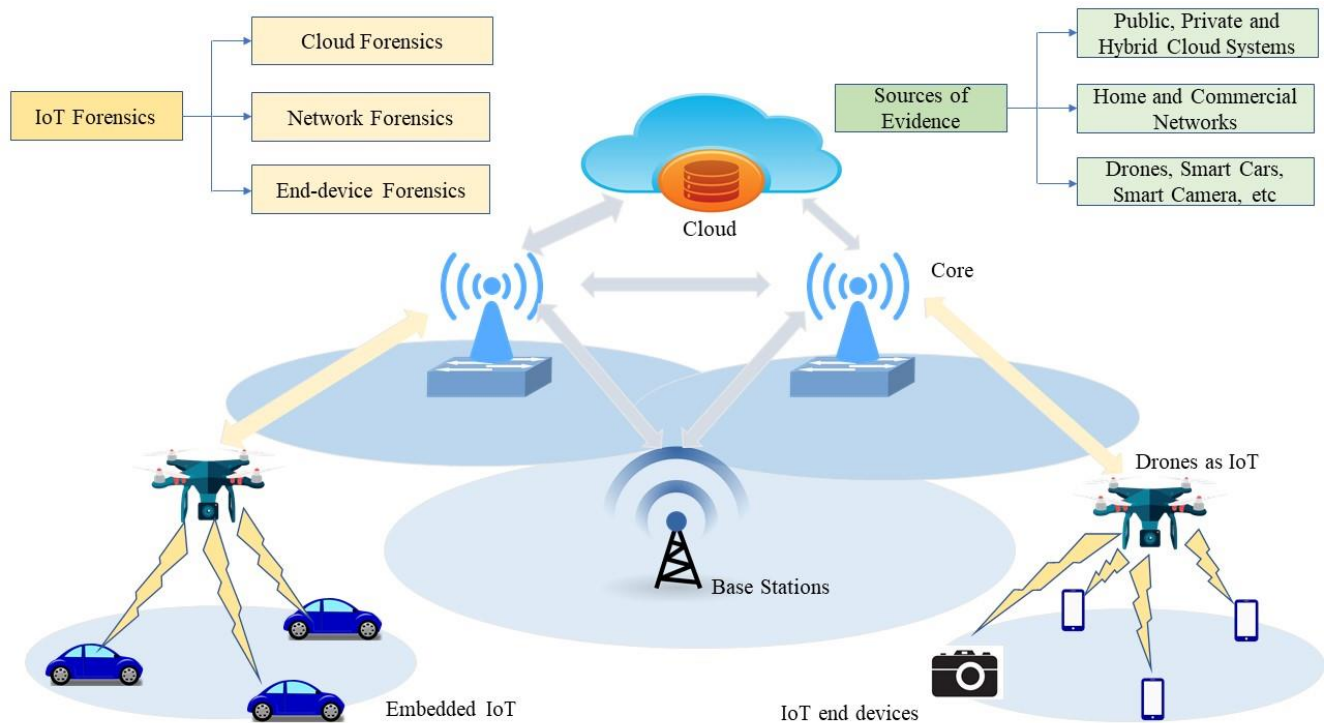 Cloud Forensics
IoT Forensics
Network Forensics
End-device Forensics
Public, Private and
Hybrid Cloud Systems
Sources of
Evidence
Home and Commercial
Networks
Drones, Smart Cars,
Smart Camera, etc
Cloud
Core
Drones as IoT
Base Stations
Embedded IoT
IoT end devices